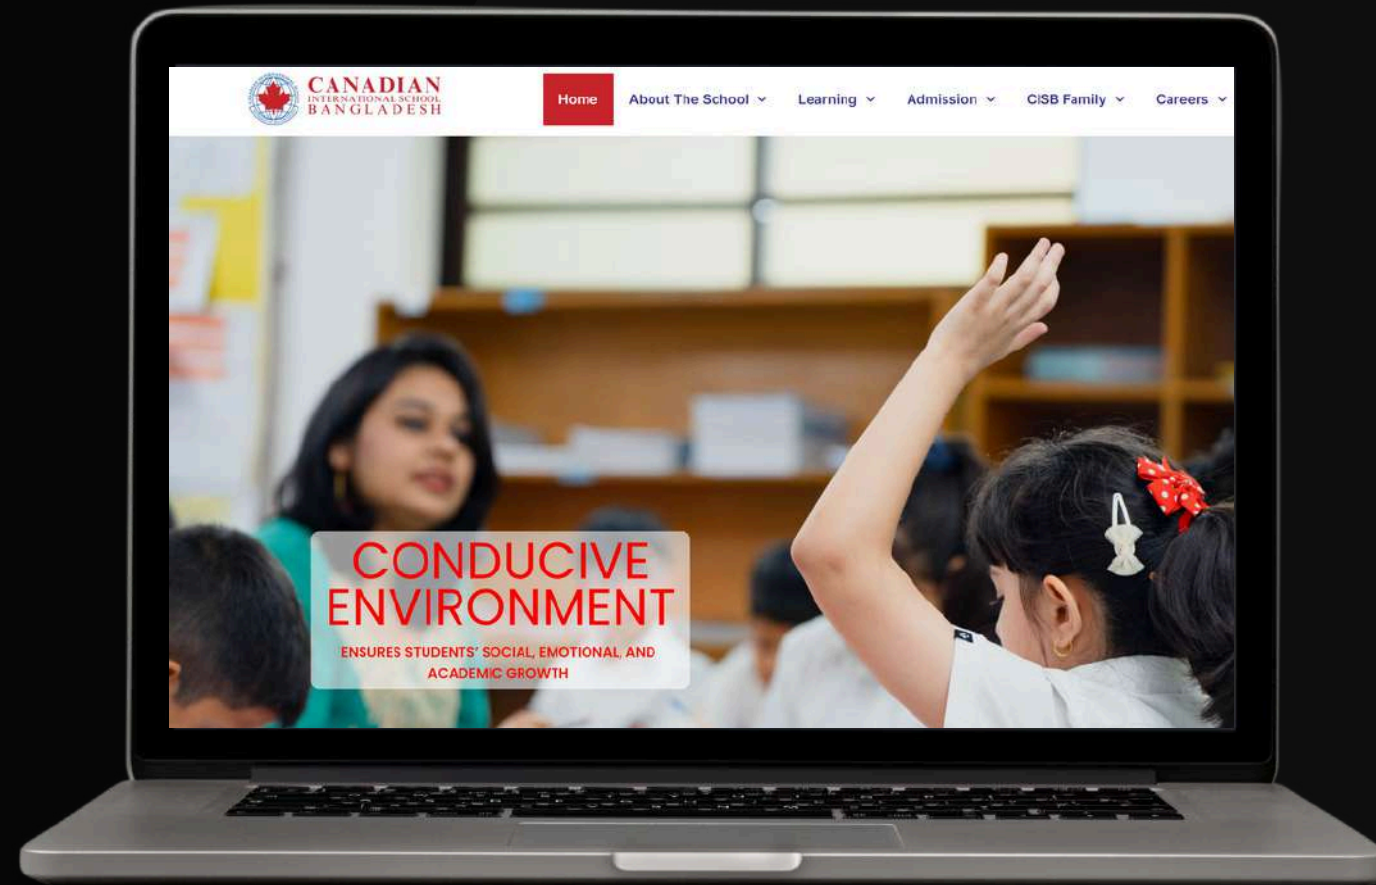 CANADIAN
INTERNATIONAL SCHOOL
BANGLADESH
Home
About The School
Learning
Admission
CISB Family
Careers
CONDUCIVE
ENVIRONMENT
ENSURES STUDENTS' SOCIAL, EMOTIONAL, AND
ACADEMIC GROWTH